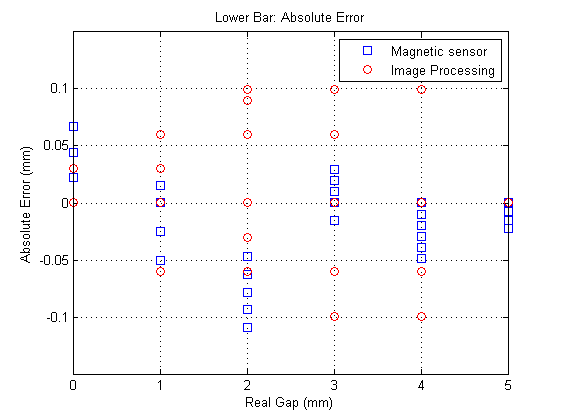 Lower Bar: Absolute Error
Magnetic sensor
Image Processing
0.1
0.05
0
-0.05
-0.1
Absolute Error (mm)
0 1 2 3 4 5
Real Gap (mm)